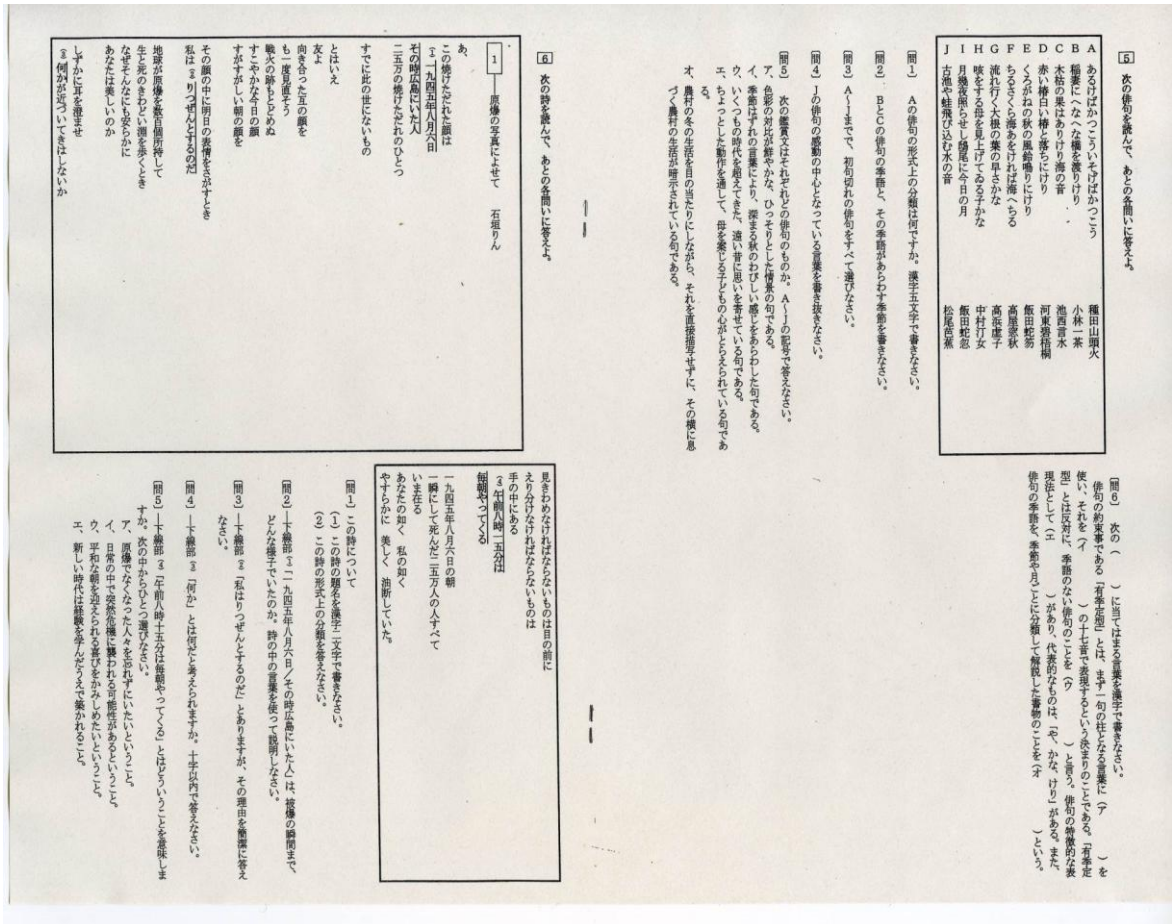 5 次の俳句を読んで、あとの各問いに答えよ。
A あるけばかつこういそげばかつこう 種田山頭火
B 稲妻にへなへな橋を渡りけり 小林一茶
C 木枯の果はありけり海の音 池西言水
D 赤い椿白い椿と落ちにけり 河東碧梧桐
E くろがねの秋の風鈴鳴りにけり 飯田蛇笏
F ちるさくら海あをければ海へちる 高屋窓秋
G 流れ行く大根の葉の早さかな 高浜虚子
H 咳をする母を見上げてゐる子かな 中村汀女
I 月幾夜照らせし鴟尾に今日の月 飯田蛇笏
J 古池や蛙飛び込む水の音 松尾芭蕉
[問1] Aの俳句の形式上の分類は何ですか。漢字五文字で書きなさい。
[問2] BとCの俳句の季語と、その季語があらわす季節を書きなさい。
[問3] A～Jまでで、初句切れの俳句をすべて選びなさい。
[問4] Jの俳句の感動の中心となっている言葉を書き抜きなさい。
[問5] 次の鑑賞文はそれぞれどの俳句のものか。A～Jの記号で答えなさい。
ア、色彩の対比が鮮やかな、ひっそりとした情景の句である。
イ、季節はずれの言葉により、深まる秋のわびしい感じをあらわした句である。
ウ、いくつもの時代を超えてきた、遠い昔に思いを寄せている句である。
エ、ちょっとした動作を通して、母を案じる子どもの心がとらえられている句であ
る。
オ、農村の冬の生活を目の当たりにしながら、それを直接描写せずに、その横に息
づく農村の生活が暗示されている句である。
[問6] 次の( )に当てはまる言葉を漢字で書きなさい。
俳句の約束事である「有季定型」とは、まず一句の柱となる言葉に(ア )を
使い、それを(イ )の十七音で表現するという決まりのことである。「有季定
型」とは反対に、季語のない俳句のことを(ウ )と言う。俳句の特徴的な表
現法として(エ )があり、代表的なものは、「や、かな、けり」がある。また、
俳句の季語を、季節や月ごとに分類して解説した書物のことを(オ )という。
6 次の詩を読んで、あとの各問いに答えよ。
1 ――原爆の写真によせて 石垣りん
あ、
この焼けただれた顔は
(1)一九四五年八月六日
その時広島にいた人
二五万の焼けただれのひとつ
すでに此の世にないもの
とはいえ
友よ
向き合った互の顔を
も一度見直そう
戦火の跡もとどめぬ
すこやかな今日の顔
すがすがしい朝の顔を
その顔の中に明日の表情をさがすとき
私は(2)りつぜんとするのだ
地球が原爆を数百個所持して
生と死のきわどい淵を歩くとき
なぜそんなにも安らかに
あなたは美しいのか
しずかに耳を澄ませ
(3)何かが近づいてきはしないか
見きわめなければならないものは目の前に
えり分けなければならないものは
手の中にある
(4)午前八時一五分は
毎朝やってくる
一九四五年八月六日の朝
一瞬にして死んだ二五万人の人すべて
いま在る
あなたの如く 私の如く
やすらかに 美しく 油断していた。
[問1] この詩について
(1) この詩の題名を漢字二文字で書きなさい。
(2) この詩の形式上の分類を答えなさい。
[問2] ―下線部(1)「一九四五年八月六日／その時広島にいた人」は、被爆の瞬間まで、
どんな様子でいたのか。詩の中の言葉を使って説明しなさい。
[問3] ―下線部(2)「私はりつぜんとするのだ」とありますが、その理由を簡潔に答え
なさい。
[問4] ―下線部(3)「何か」とは何だと考えられますか。十字以内で答えなさい。
[問5] ―下線部(4)「午前八時十五分は毎朝やってくる」とはどういうことを意味しま
すか。次の中からひとつ選びなさい。
ア、原爆でなくなった人々を忘れずにいたいということ。
イ、日常の中で突然危機に襲われる可能性があるということ。
ウ、平和な朝を迎えられる喜びをかみしめたいということ。
エ、新しい時代は経験を学んだうえで築かれること。